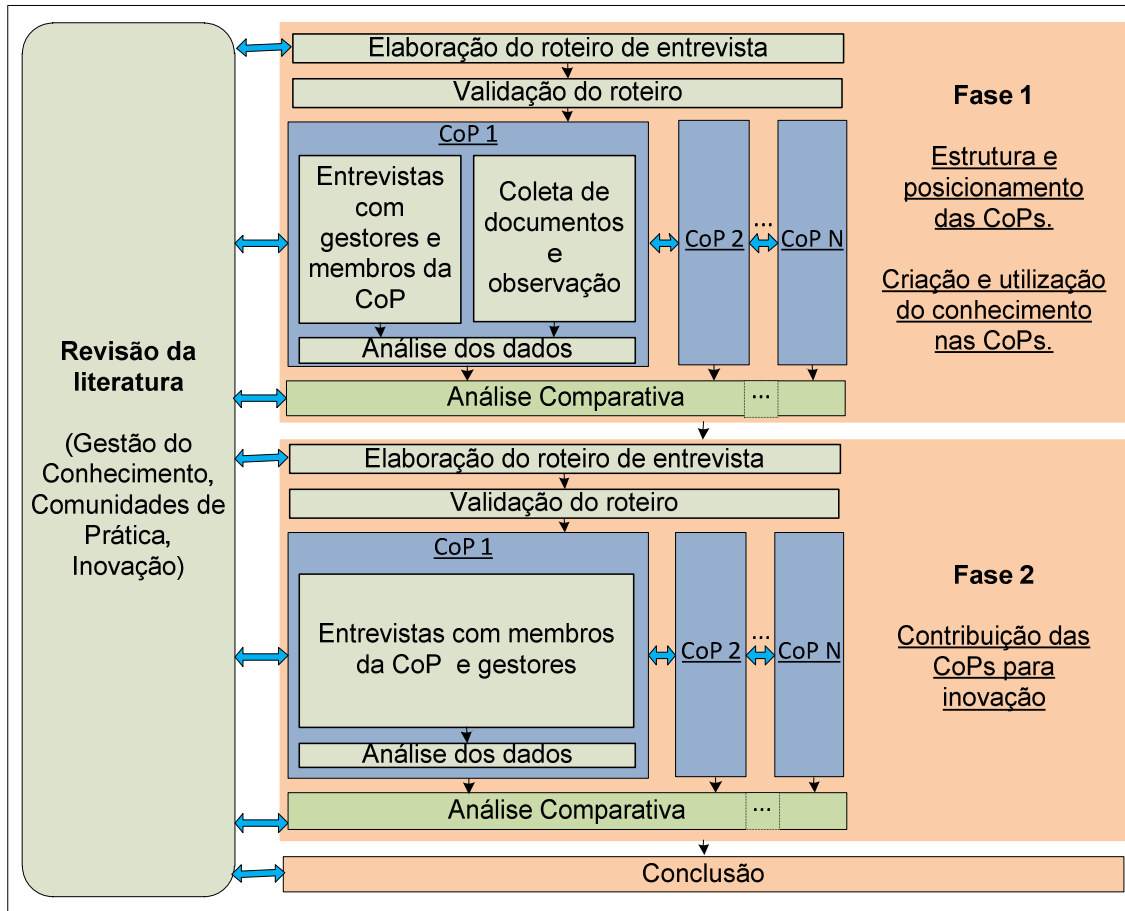 Revisão da
literatura
(Gestão do
Conhecimento,
Comunidades de
Prática,
Inovação)
Elaboração do roteiro de entrevista
Validação do roteiro
CoP 1
Entrevistas
com
gestores e
membros da
CoP
Coleta de
documentos
e
observação
Análise dos dados
CoP 2
...
CoP N
Análise Comparativa
...
Fase 1
Estrutura e
posicionamento
das CoPs.
Criação e utilização
do conhecimento
nas CoPs.
Elaboração do roteiro de entrevista
Validação do roteiro
CoP 1
Entrevistas com membros
da CoP e gestores
Análise dos dados
CoP 2
...
CoP N
Análise Comparativa
...
Fase 2
Contribuição das
CoPs para
inovação
Conclusão